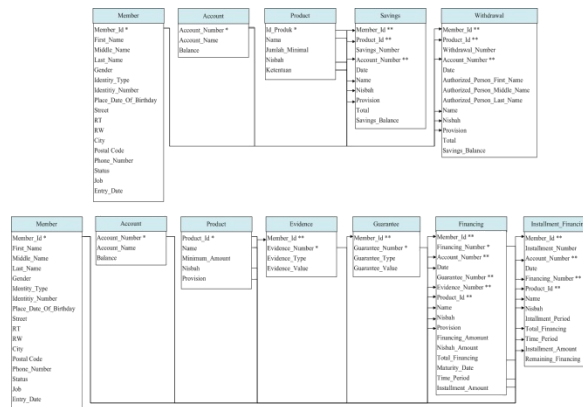 Member
Member_Id *
First_Name
Middle_Name
Last_Name
Gender
Identity_Type
Identitiy_Number
Place_Date_Of_Birthday
Street
RT
RW
City
Postal Code
Phone_Number
Status
Job
Entry_Date
Account
Account_Number *
Account_Name
Balance
Product
Id_Produk *
Nama
Jumlah_Minimal
Nisbah
Ketentuan
Savings
Member_Id **
Product_Id **
Savings_Number
Account_Number **
Date
Name
Nisbah
Provision
Total
Savings_Balance
Withdrawal
Member_Id **
Product_Id **
Withdrawal_Number
Account_Number **
Date
Authorized_Person_First_Name
Authorized_Person_Middle_Name
Authorized_Person_Last_Name
Name
Nisbah
Provision
Total
Savings_Balance
Member
Member_Id *
First_Name
Middle_Name
Last_Name
Gender
Identity_Type
Identitiy_Number
Place_Date_Of_Birthday
Street
RT
RW
City
Postal Code
Phone_Number
Status
Job
Entry_Date
Account
Account_Number *
Account_Name
Balance
Product
Product_Id *
Name
Minimum_Amount
Nisbah
Provision
Evidence
Member_Id **
Evidence_Number *
Evidence_Type
Evidence_Value
Guarantee
Member_Id **
Guarantee_Number *
Guarantee_Type
Guarantee_Value
Financing
Member_Id **
Financing_Number *
Account_Number **
Date
Guarantee_Number **
Evidence_Number **
Product_Id **
Name
Nisbah
Provision
Financing_Amount
Nisbah_Amount
Total_Financing
Maturity_Date
Time_Period
Installment_Amount
Installment_Financing
Member_Id **
Installment_Number
Account_Number **
Date
Financing_Number **
Product_Id **
Name
Nisbah
Total_Financing
Time_Period
Installment_Amount
Remaining_Financing